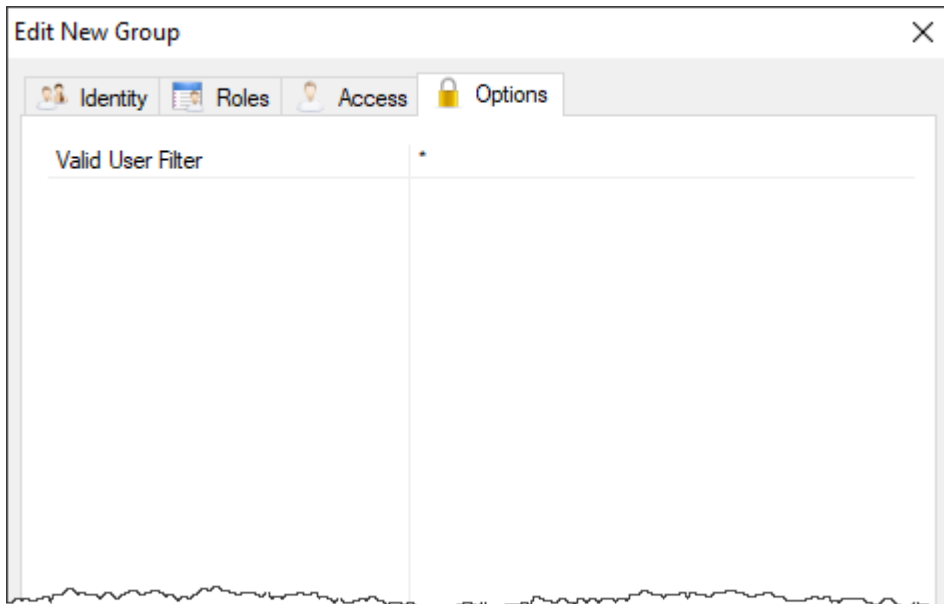 Edit New Group
Identity Roles Access Options
Valid User Filter *